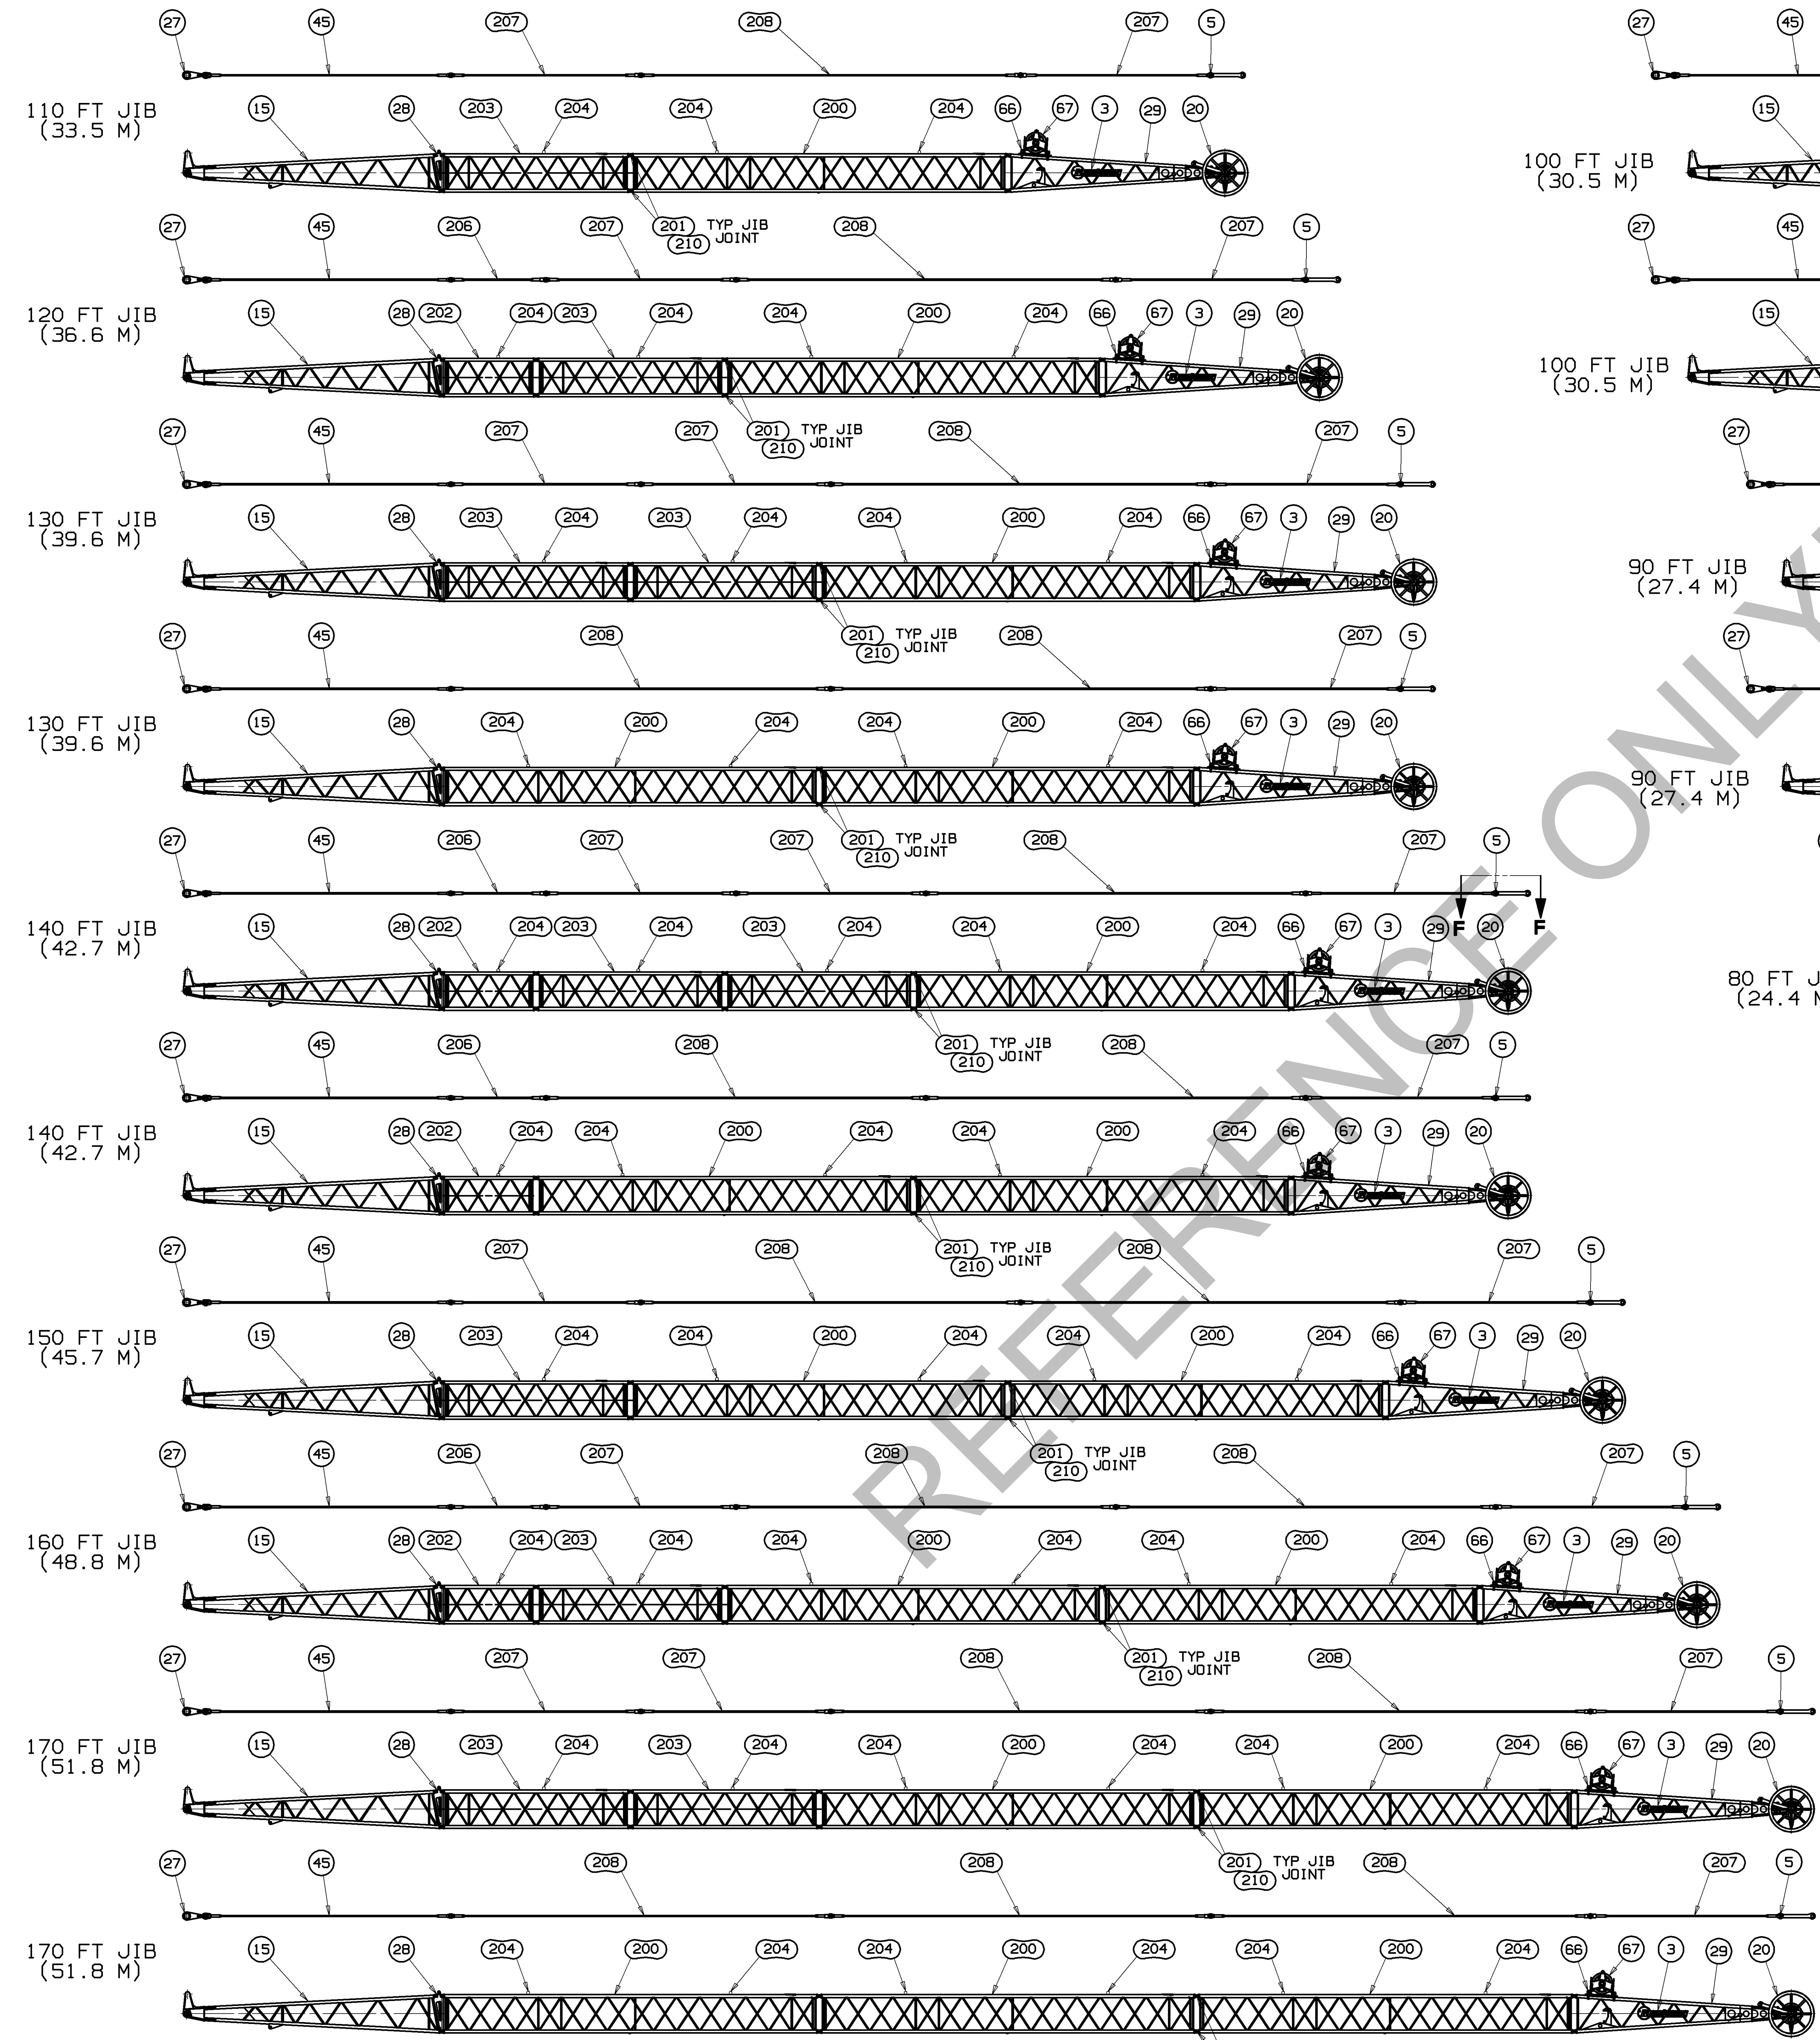 27 45 207 208 207 5
110 FT JIB
(33.5 M)
15 28 203 204 204 200 204 66 67 3 29 20
201 TYP JIB
210 JOINT
27 45 206 207 208 207 5
120 FT JIB
(36.6 M)
15 28 202 204 203 204 204 200 204 66 67 3 29 20
201 TYP JIB
210 JOINT
27 45 207 207 208 207 5
130 FT JIB
(39.6 M)
15 28 203 204 203 204 204 200 204 66 67 3 29 20
201 TYP JIB
210 JOINT
27 45 208 208 207 5
130 FT JIB
(39.6 M)
15 28 204 200 204 204 200 204 66 67 3 29 20
201 TYP JIB
210 JOINT
27 45 206 207 207 208 207 5
F F
140 FT JIB
(42.7 M)
15 28 202 204 203 204 203 204 204 200 204 66 67 3 29 20
201 TYP JIB
210 JOINT
27 45 206 208 208 207 5
140 FT JIB
(42.7 M)
15 28 202 204 204 200 204 204 200 204 66 67 3 29 20
201 TYP JIB
210 JOINT
27 45 207 208 208 207 5
150 FT JIB
(45.7 M)
15 28 203 204 204 200 204 204 200 204 66 67 3 29 20
201 TYP JIB
210 JOINT
27 45 206 207 208 208 207 5
160 FT JIB
(48.8 M)
15 28 202 204 203 204 204 200 204 204 200 204 66 67 3 29 20
201 TYP JIB
210 JOINT
27 45 207 207 208 208 207 5
170 FT JIB
(51.8 M)
15 28 203 204 203 204 204 200 204 204 200 204 66 67 3 29 20
201 TYP JIB
210 JOINT
27 45 208 208 208 207 5
170 FT JIB
(51.8 M)
15 28 204 200 204 204 200 204 204 200 204 66 67 3 29 20
27 45
100 FT JIB
(30.5 M)
15
27 45
100 FT JIB
(30.5 M)
15
27
90 FT JIB
(27.4 M)
27
90 FT JIB
(27.4 M)
80 FT J
(24.4
REFERENCE ONLY